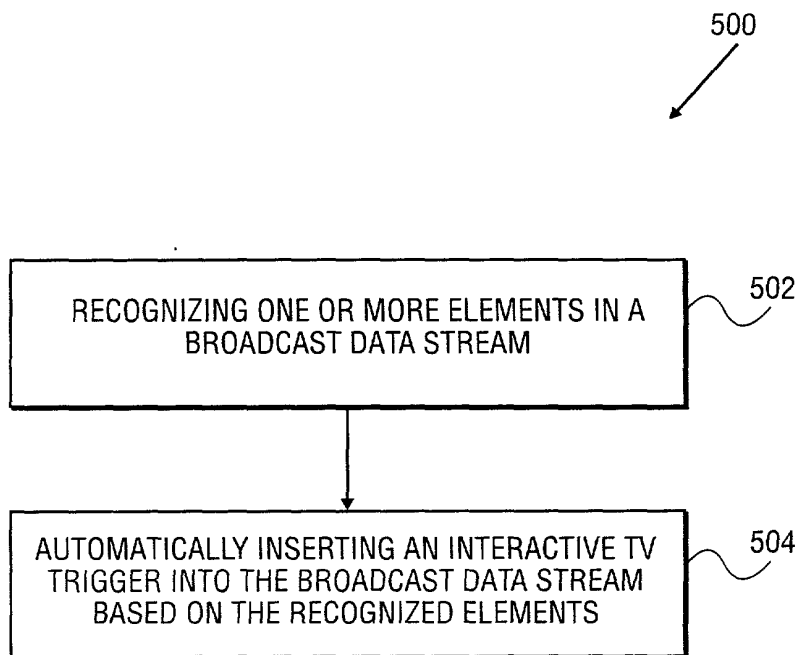 500
RECOGNIZING ONE OR MORE ELEMENTS IN A
BROADCAST DATA STREAM
502
AUTOMATICALLY INSERTING AN INTERACTIVE TV
TRIGGER INTO THE BROADCAST DATA STREAM
BASED ON THE RECOGNIZED ELEMENTS
504